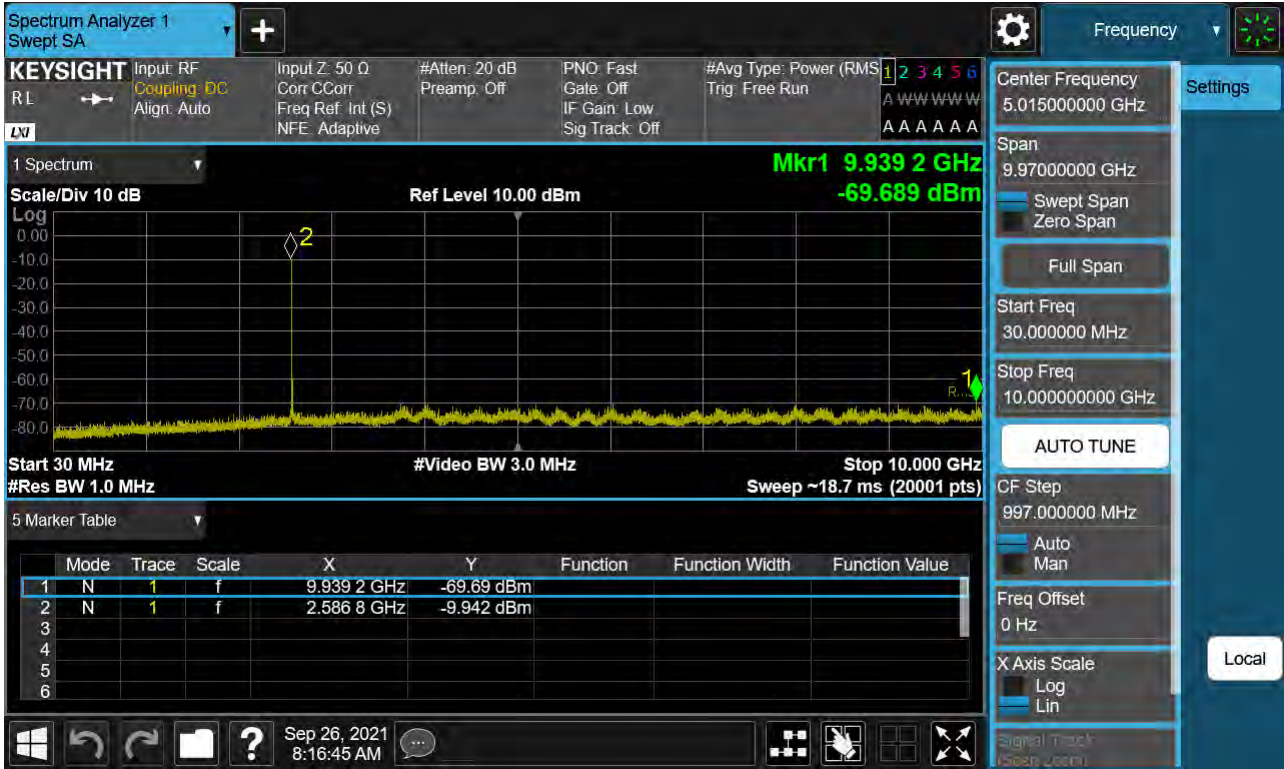 Spectrum Analyzer 1
Swept SA
Frequency
KEYSIGHT
RL
LXI
Input: RF
Coupling: DC
Align: Auto
Input Z: 50 Ω
Corr CCorr
Freq Ref: Int (S)
NFE: Adaptive
#Atten: 20 dB
Preamp: Off
PNO: Fast
Gate: Off
IF Gain: Low
Sig Track: Off
#Avg Type: Power (RMS
Trig: Free Run
1 2 3 4 5 6
A W W W W W
A A A A A A
1 Spectrum
Mkr1 9.939 2 GHz
-69.689 dBm
Scale/Div 10 dB
Ref Level 10.00 dBm
Log
0.00
-10.0
-20.0
-30.0
-40.0
-50.0
-60.0
-70.0
-80.0
2
1
Start 30 MHz
#Video BW 3.0 MHz
Stop 10.000 GHz
#Res BW 1.0 MHz
Sweep ~18.7 ms (20001 pts)
5 Marker Table
Mode Trace Scale X Y Function Function Width Function Value
1 N 1 f 9.939 2 GHz -69.69 dBm
2 N 1 f 2.586 8 GHz -9.942 dBm
3
4
5
6
Center Frequency
5.015000000 GHz
Span
9.97000000 GHz
Swept Span
Zero Span
Full Span
Start Freq
30.000000 MHz
Stop Freq
10.000000000 GHz
AUTO TUNE
CF Step
997.000000 MHz
Auto
Man
Freq Offset
0 Hz
X Axis Scale
Log
Lin
Signal Track
(Span Zoom)
Settings
Local
?
Sep 26, 2021
8:16:45 AM